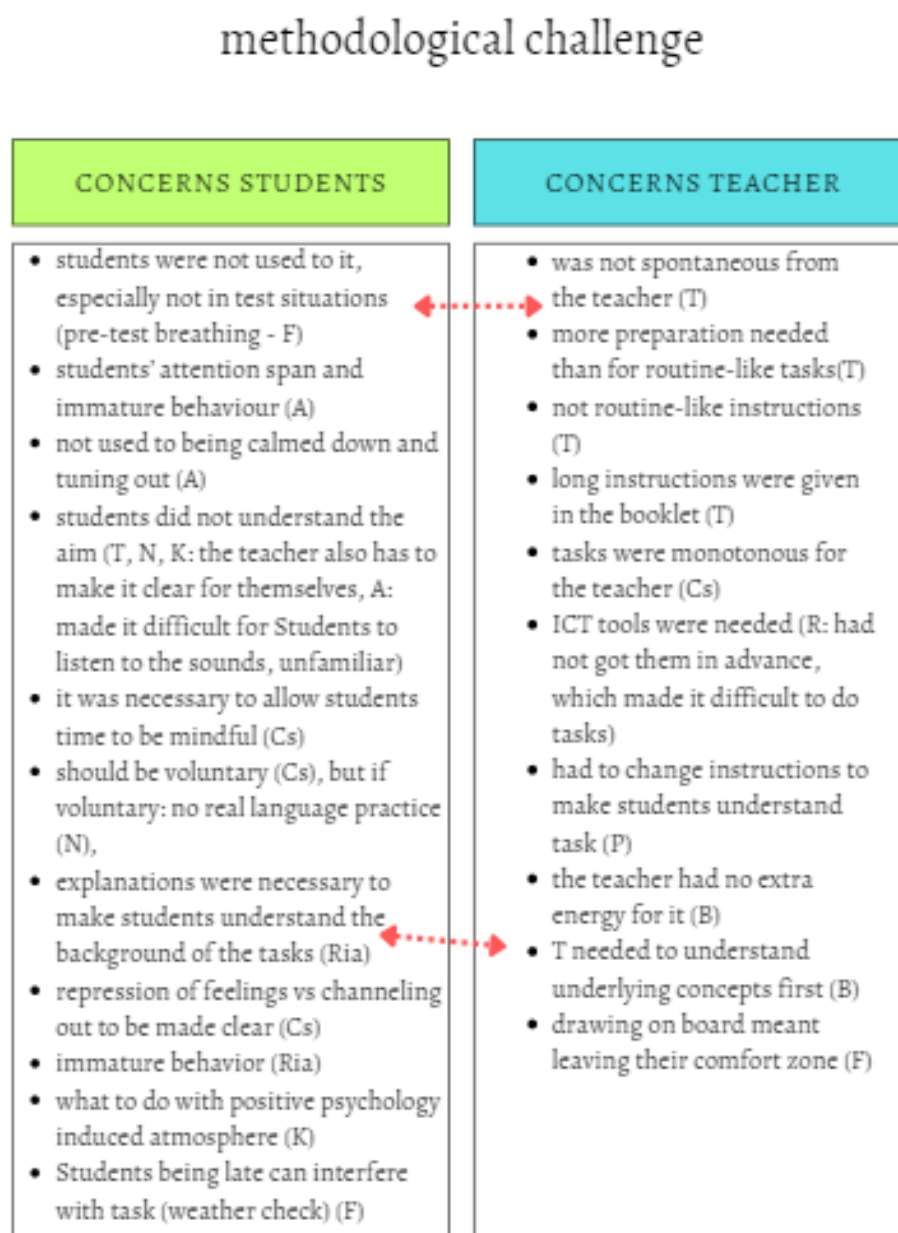 methodological challenge
CONCERNS STUDENTS
• students were not used to it,
especially not in test situations
(pre-test breathing - F)
• students' attention span and
immature behaviour (A)
• not used to being calmed down and
tuning out (A)
• students did not understand the
aim (T, N, K: the teacher also has to
make it clear for themselves, A:
made it difficult for Students to
listen to the sounds, unfamiliar)
• it was necessary to allow students
time to be mindful (Cs)
• should be voluntary (Cs), but if
voluntary: no real language practice
(N),
• explanations were necessary to
make students understand the
background of the tasks (Ria)
• repression of feelings vs channeling
out to be made clear (Cs)
• immature behavior (Ria)
• what to do with positive psychology
induced atmosphere (K)
• Students being late can interfere
with task (weather check) (F)
CONCERNS TEACHER
• was not spontaneous from
the teacher (T)
• more preparation needed
than for routine-like tasks(T)
• not routine-like instructions
(T)
• long instructions were given
in the booklet (T)
• tasks were monotonous for
the teacher (Cs)
• ICT tools were needed (R: had
not got them in advance,
which made it difficult to do
tasks)
• had to change instructions to
make students understand
task (P)
• the teacher had no extra
energy for it (B)
• T needed to understand
underlying concepts first (B)
• drawing on board meant
leaving their comfort zone (F)